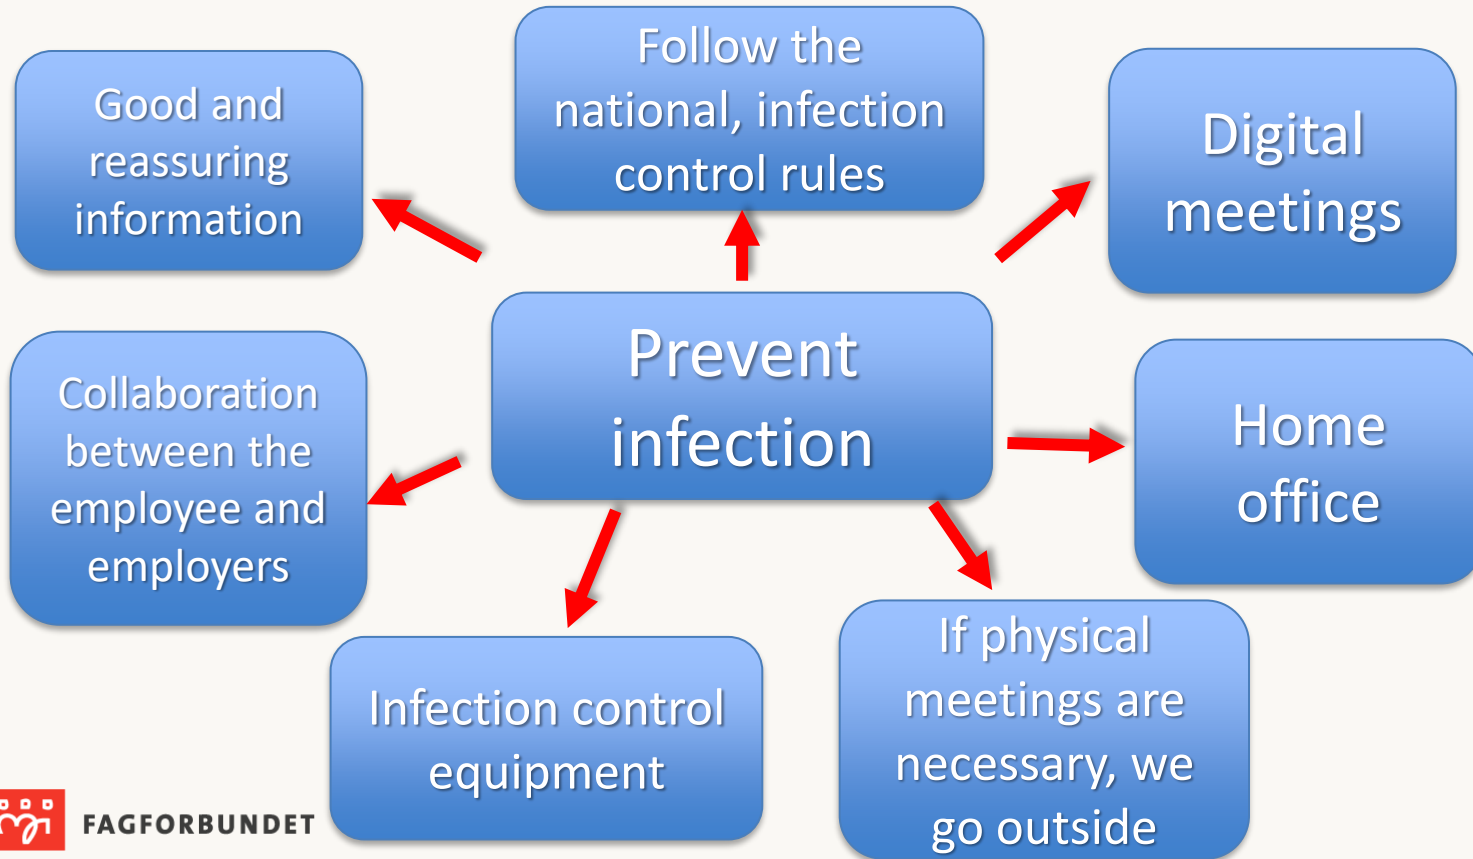 Good and
reassuring
information
Follow the
national, infection
control rules
Digital
meetings
Prevent
infection
Collaboration
between the
employee and
employers
Home
office
Infection control
equipment
If physical
meetings are
necessary, we
go outside
FAGFORBUNDET